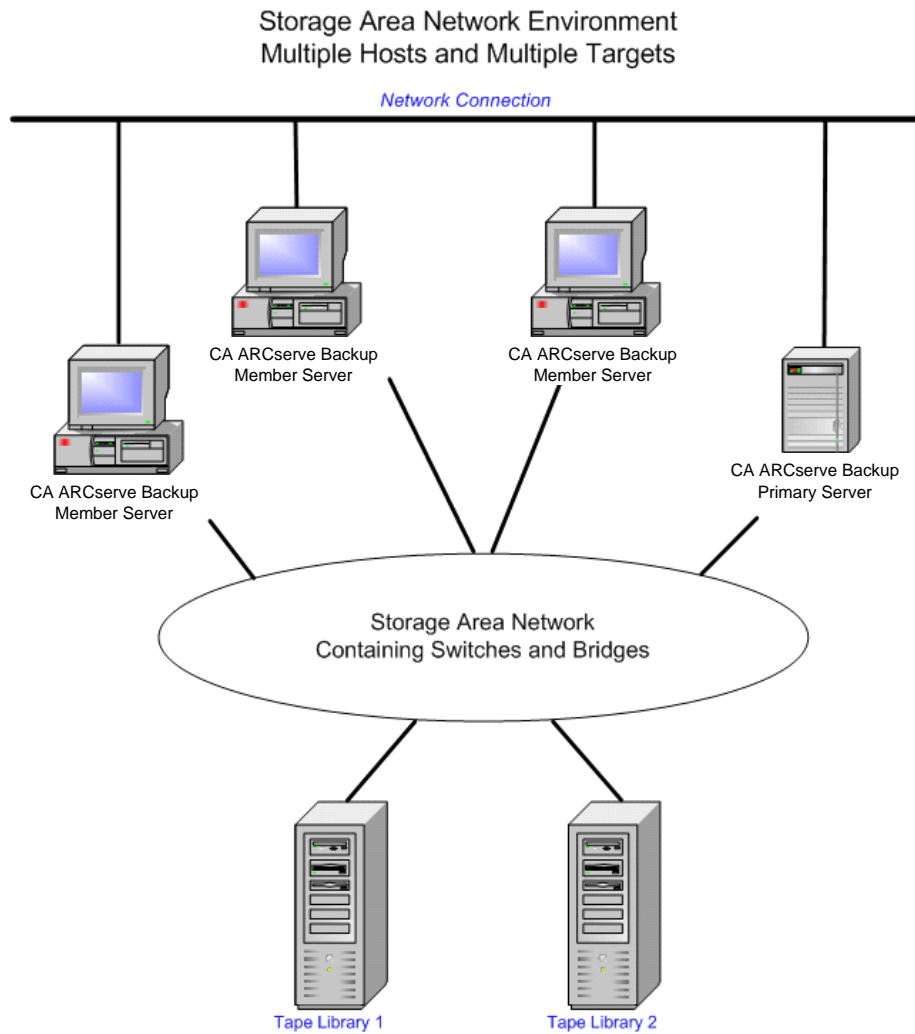 Storage Area Network Environment
Multiple Hosts and Multiple Targets
Network Connection
CA ARCserve Backup
Member Server
CA ARCserve Backup
Member Server
CA ARCserve Backup
Member Server
CA ARCserve Backup
Primary Server
Storage Area Network
Containing Switches and Bridges
Tape Library 1
Tape Library 2